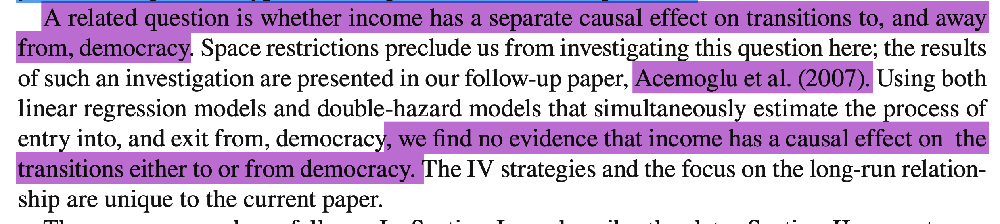 A related question is whether income has a separate causal effect on transitions to, and away
from, democracy. Space restrictions preclude us from investigating this question here; the results
of such an investigation are presented in our follow-up paper, Acemoglu et al. (2007). Using both
linear regression models and double-hazard models that simultaneously estimate the process of
entry into, and exit from, democracy, we find no evidence that income has a causal effect on the
transitions either to or from democracy. The IV strategies and the focus on the long-run relation-
ship are unique to the current paper.